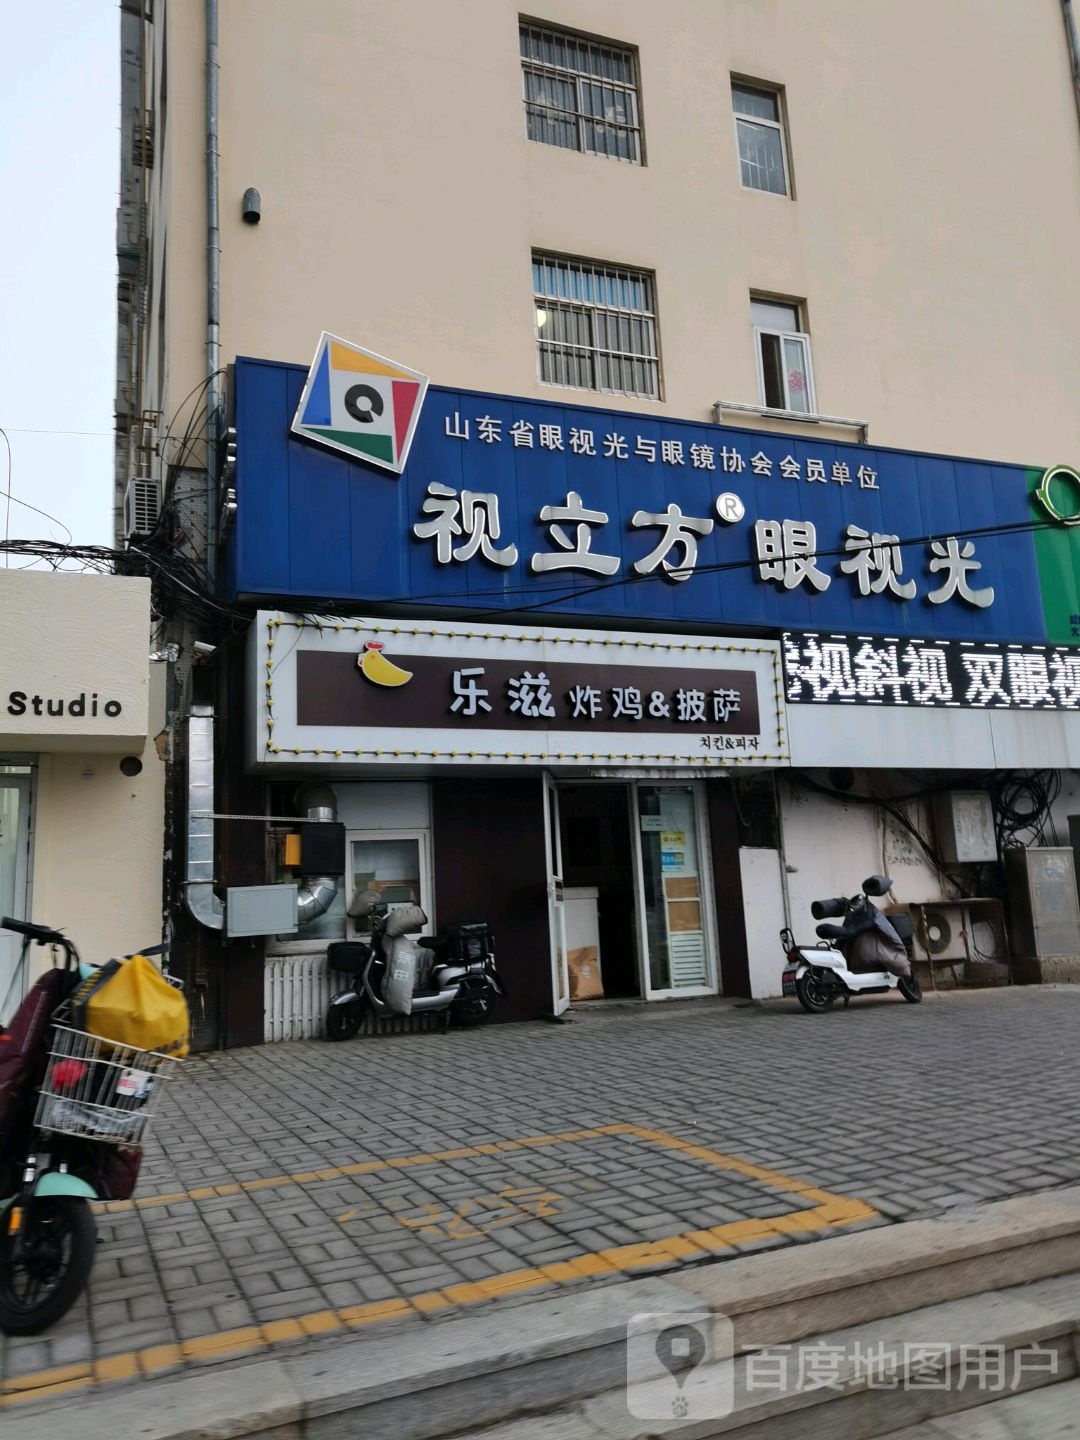 山东省眼视光与眼镜协会会员单位
视立方®眼视光
视斜视 双眼视
乐滋炸鸡&披萨
치킨&피자
Studio
百度地图用户